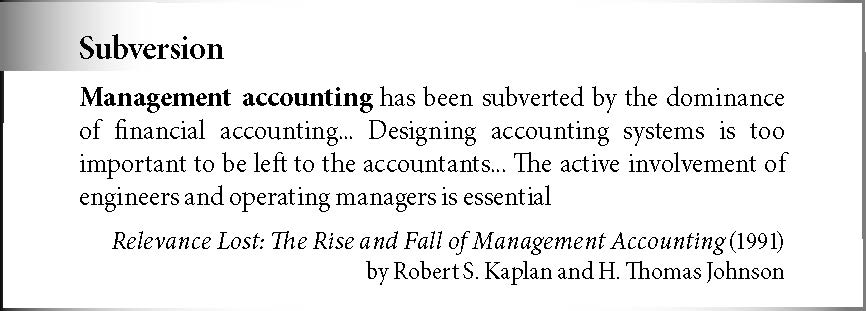 Subversion
Management accounting has been subverted by the dominance
of financial accounting... Designing accounting systems is too
important to be left to the accountants... The active involvement of
engineers and operating managers is essential
Relevance Lost: The Rise and Fall of Management Accounting (1991)
by Robert S. Kaplan and H. Thomas Johnson